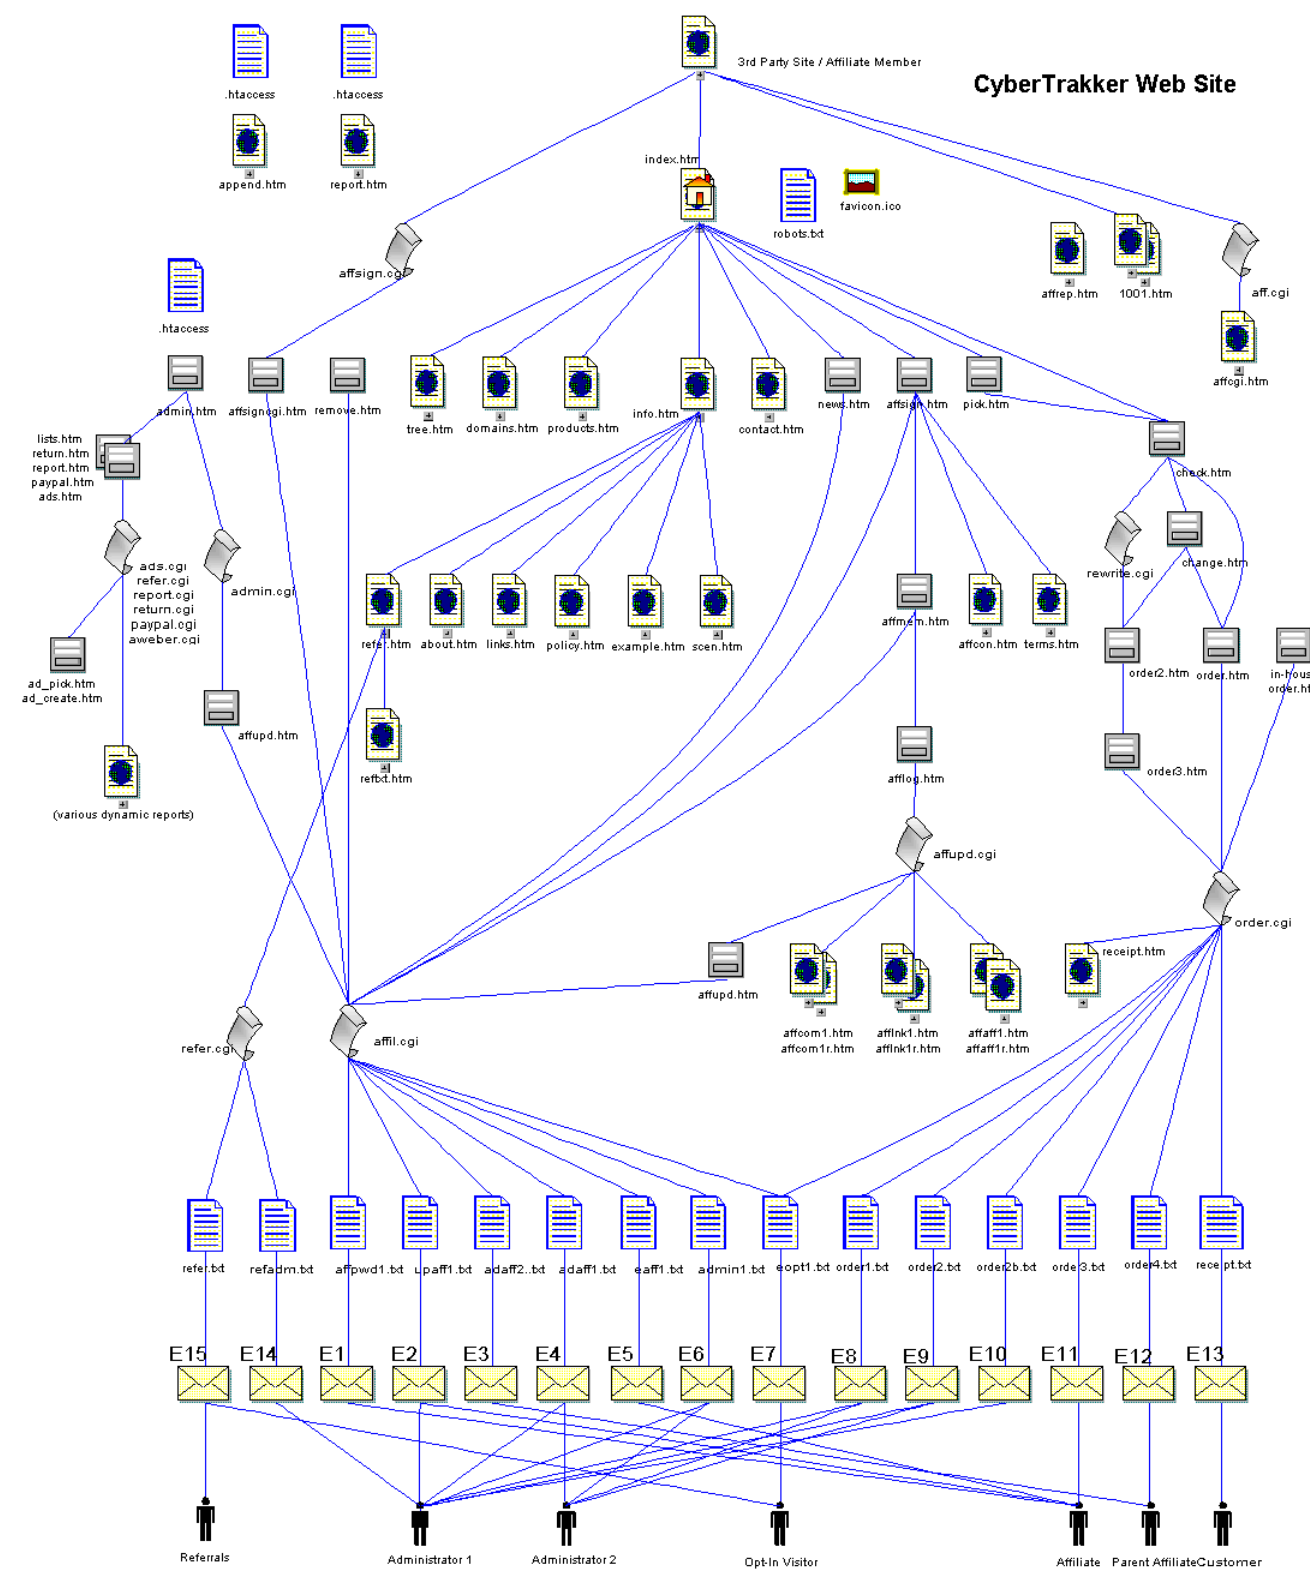 3rd Party Site / Affiliate Member
CyberTrakker Web Site
.htaccess
.htaccess
append.htm
report.htm
index.htm
robots.txt
favicon.ico
affsign.cgi
affrep.htm
1001.htm
aff.cgi
.htaccess
affcgi.htm
admin.htm
affsigncgi.htm
remove.htm
tree.htm
domains.htm
products.htm
info.htm
contact.htm
news.htm
affsign.htm
pick.htm
lists.htm
return.htm
report.htm
paypal.htm
ads.htm
check.htm
ads.cgi
refer.cgi
report.cgi
return.cgi
paypal.cgi
aweber.cgi
admin.cgi
rewrite.cgi
change.htm
refer.htm
about.htm
links.htm
policy.htm
example.htm
scen.htm
affmem.htm
affcon.htm
terms.htm
order2.htm
order.htm
in-hous
order.ht
ad_pick.htm
ad_create.htm
affupd.htm
reftxt.htm
afflog.htm
order3.htm
(various dynamic reports)
affupd.cgi
order.cgi
receipt.htm
affupd.htm
affcom1.htm
affcom1r.htm
afflnk1.htm
afflnk1r.htm
affaff1.htm
affaff1r.htm
refer.cgi
affil.cgi
refer.txt
refadm.txt
affpwd1.txt
upaff1.txt
adaff2..txt
adaff1.txt
eaff1.txt
admin1.txt
eopt1.txt
order1.txt
order2.txt
order2b.txt
order3.txt
order4.txt
receipt.txt
E15
E14
E1
E2
E3
E4
E5
E6
E7
E8
E9
E10
E11
E12
E13
Referrals
Administrator 1
Administrator 2
Opt-In Visitor
Affiliate
Parent Affiliate
Customer